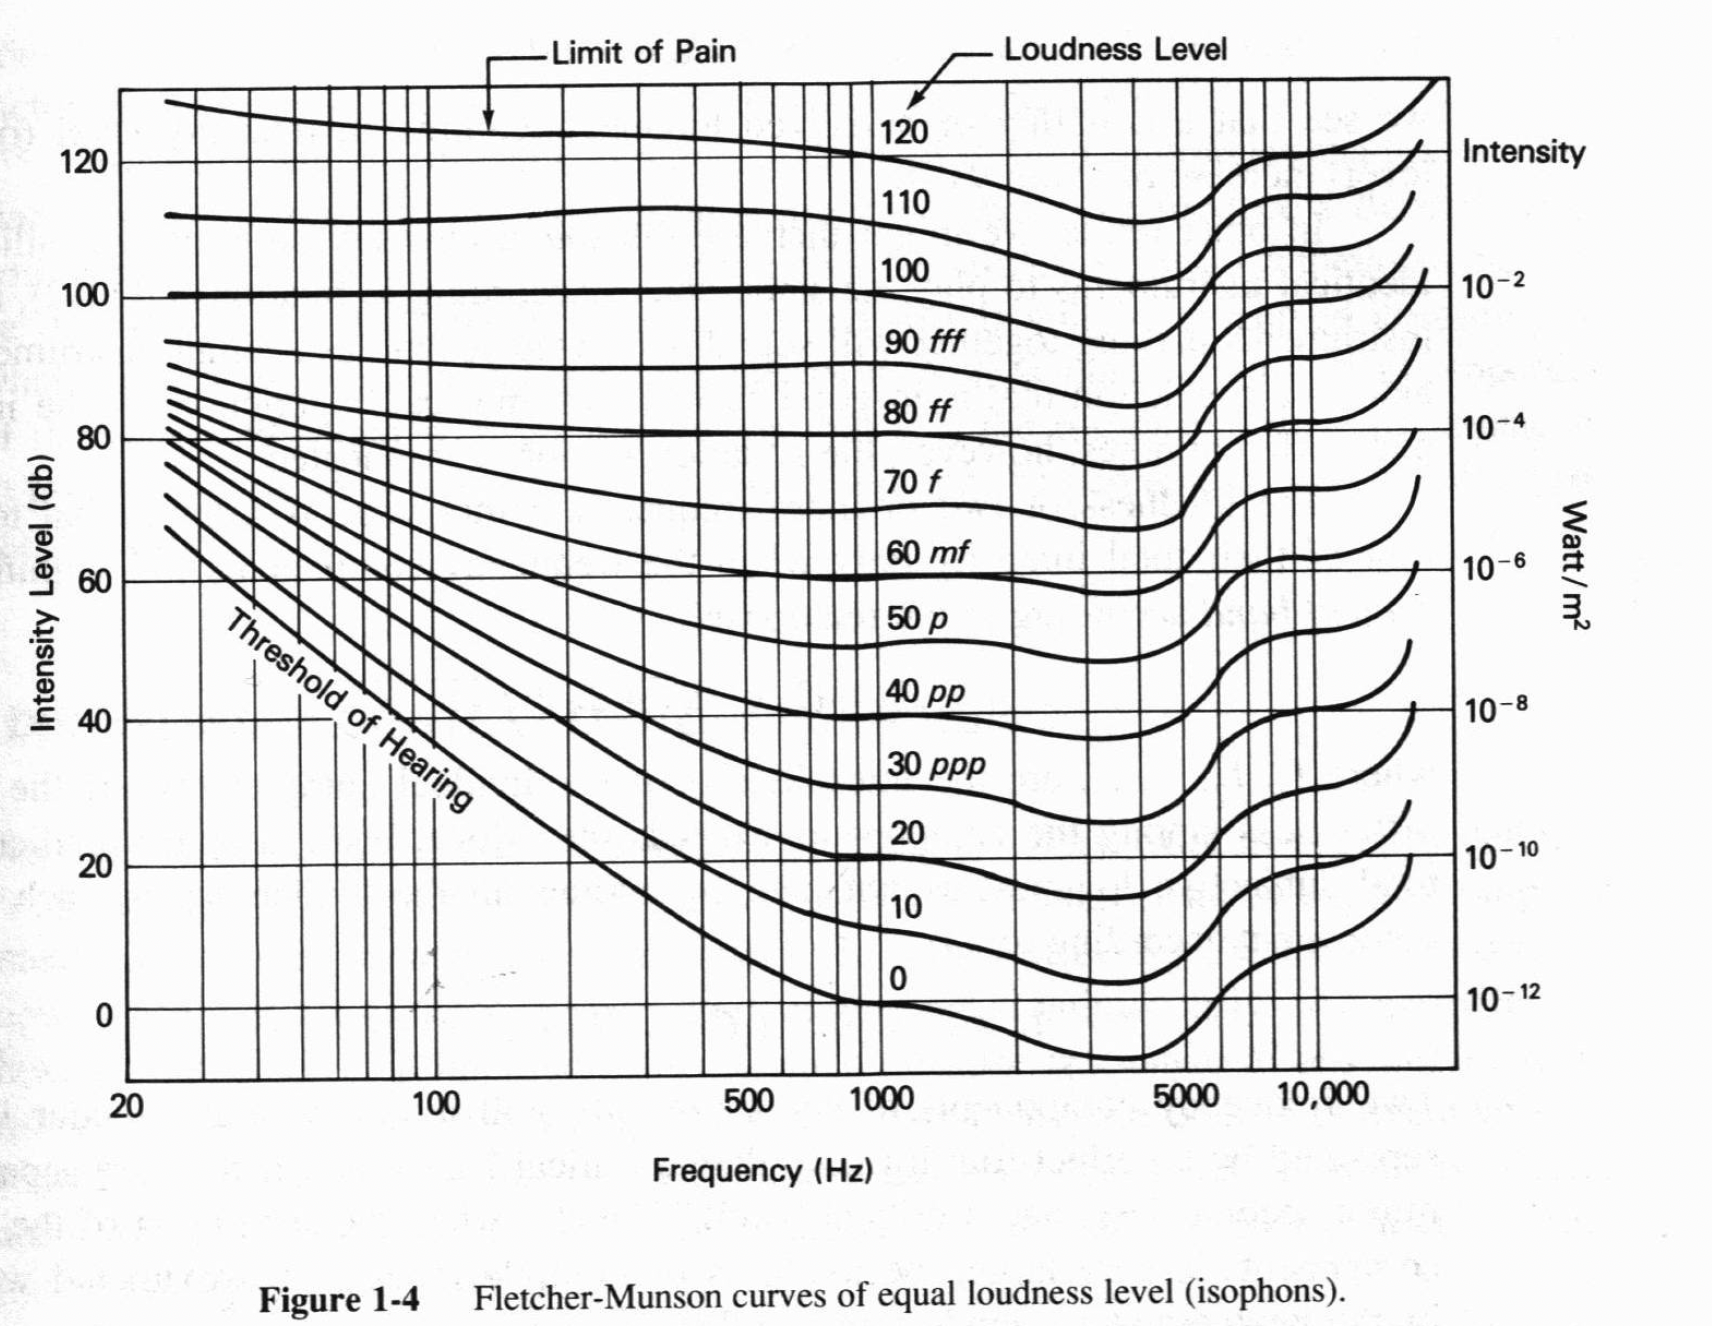 Limit of Pain
Loudness Level
120
110
100
90 fff
80 ff
70 f
60 mf
50 p
40 pp
30 ppp
20
10
0
Threshold of Hearing
Intensity Level (db)
120
100
80
60
40
20
0
Intensity
10−2
10−4
10−6
10−8
10−10
10−12
Watt/m2
20 100 500 1000 5000 10,000
Frequency (Hz)
Figure 1-4 Fletcher-Munson curves of equal loudness level (isophons).